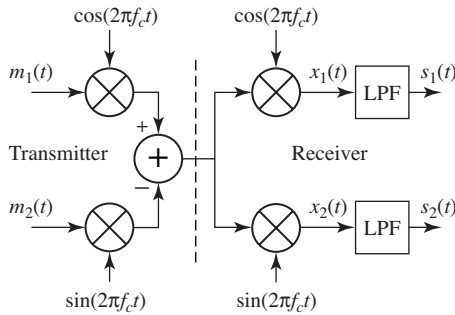 cos(2πf_ct) cos(2πf_ct)
m_1(t) x_1(t) LPF s_1(t)
+
Transmitter + Receiver
−
m_2(t) x_2(t) LPF s_2(t)
sin(2πf_ct) sin(2πf_ct)